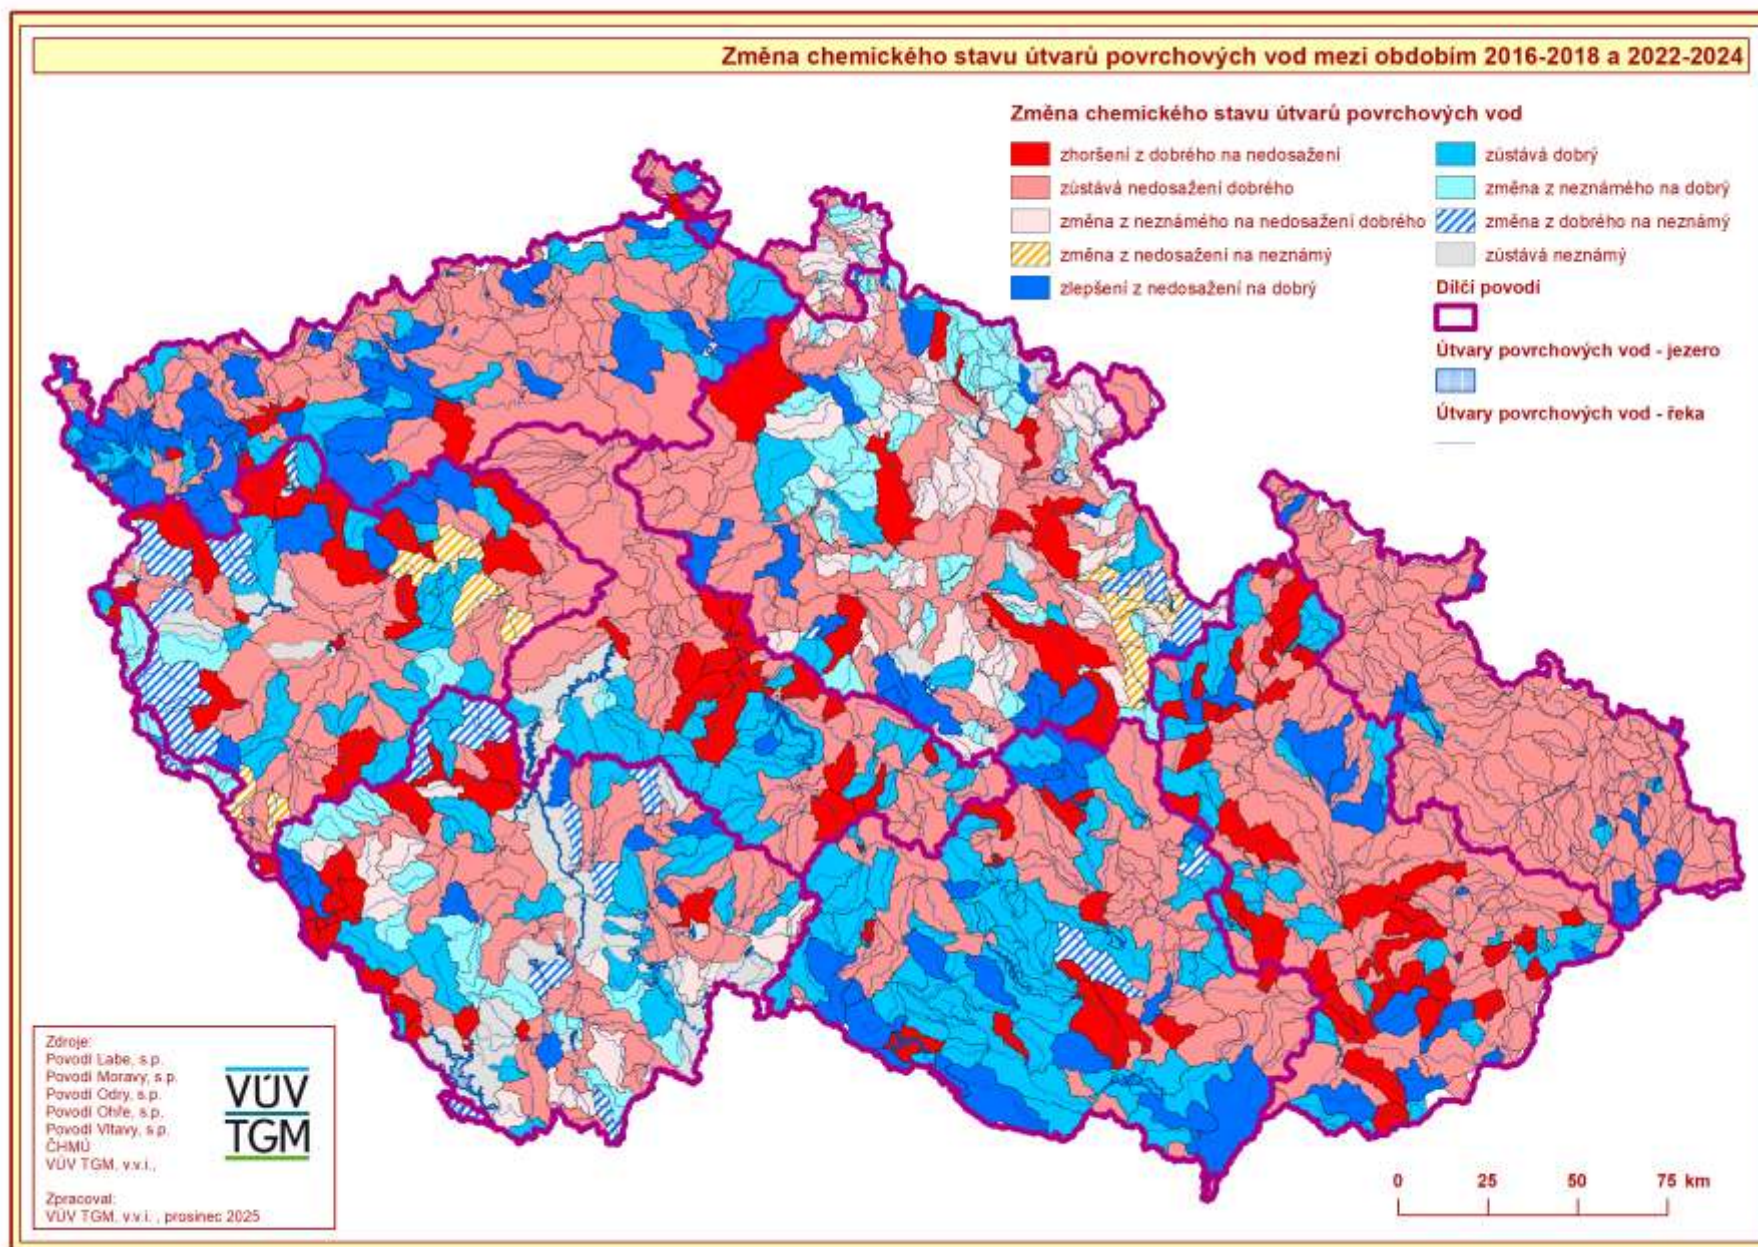 Změna chemického stavu útvarů povrchových vod mezi obdobím 2016-2018 a 2022-2024
Změna chemického stavu útvarů povrchových vod
zhoršení z dobrého na nedosažení
zůstává nedosažení dobrého
změna z neznámého na nedosažení dobrého
změna z nedosažení na neznámý
zlepšení z nedosažení na dobrý
zůstává dobrý
změna z neznámého na dobrý
změna z dobrého na neznámý
zůstává neznámý
Dílčí povodí
Útvary povrchových vod - jezero
Útvary povrchových vod - řeka
Zdroje:
Povodí Labe, s.p.
Povodí Moravy, s.p.
Povodí Odry, s.p.
Povodí Ohře, s.p.
Povodí Vltavy, s.p.
ČHMÚ
VÚV TGM, v.v.i.,
VÚV
TGM
Zpracoval:
VÚV TGM, v.v.i. , prosinec 2025
0 25 50 75 km